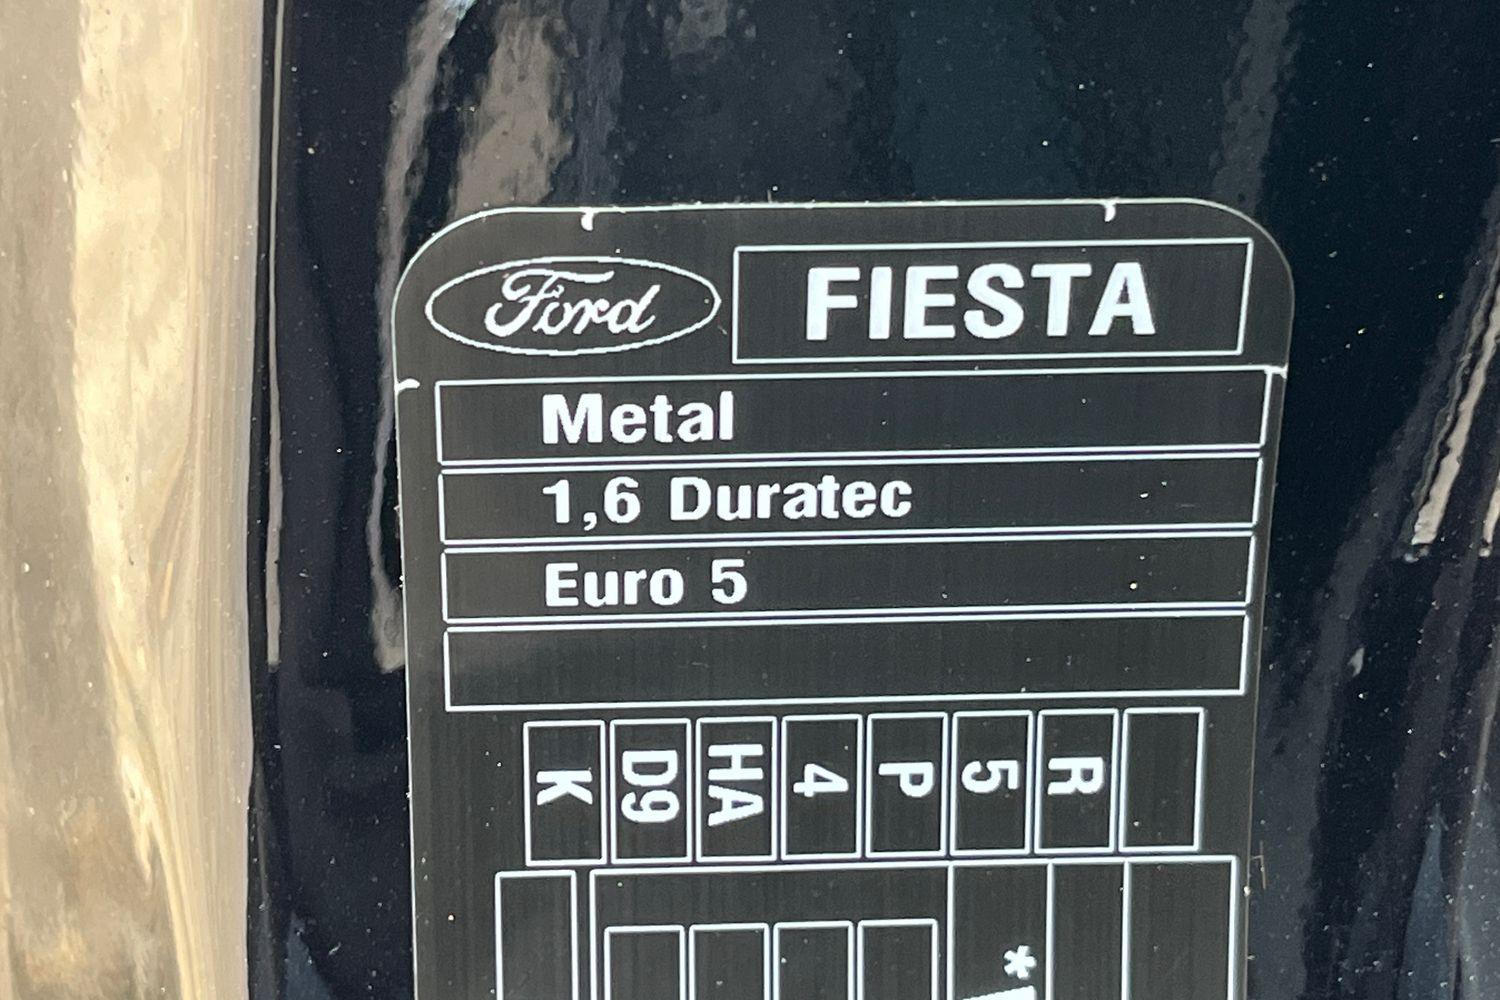 Ford FIESTA
Metal
1,6 Duratec
Euro 5
K D9 HA 4 P 5 R
*